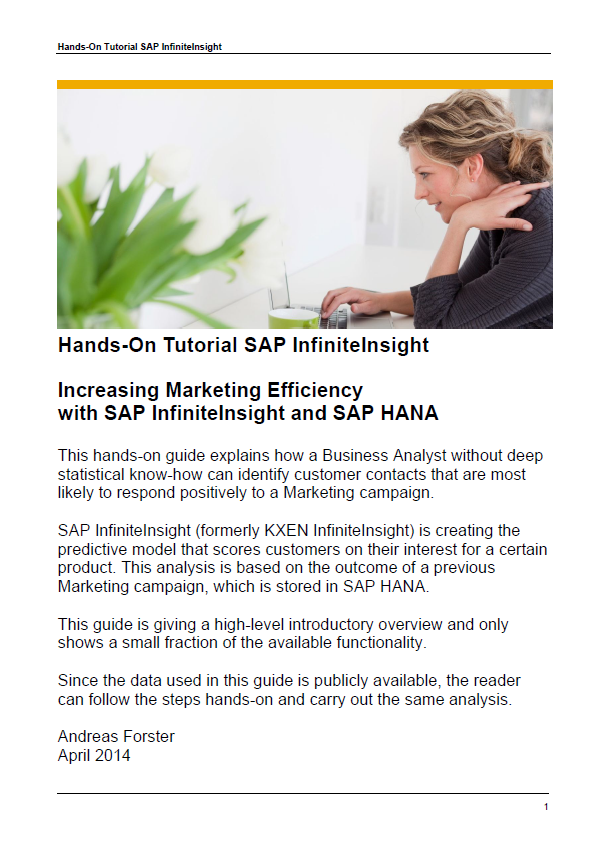 Hands-On Tutorial SAP InfiniteInsight
Hands-On Tutorial SAP InfiniteInsight
Increasing Marketing Efficiency
with SAP InfiniteInsight and SAP HANA
This hands-on guide explains how a Business Analyst without deep
statistical know-how can identify customer contacts that are most
likely to respond positively to a Marketing campaign.
SAP InfiniteInsight (formerly KXEN InfiniteInsight) is creating the
predictive model that scores customers on their interest for a certain
product. This analysis is based on the outcome of a previous
Marketing campaign, which is stored in SAP HANA.
This guide is giving a high-level introductory overview and only
shows a small fraction of the available functionality.
Since the data used in this guide is publicly available, the reader
can follow the steps hands-on and carry out the same analysis.
Andreas Forster
April 2014
1